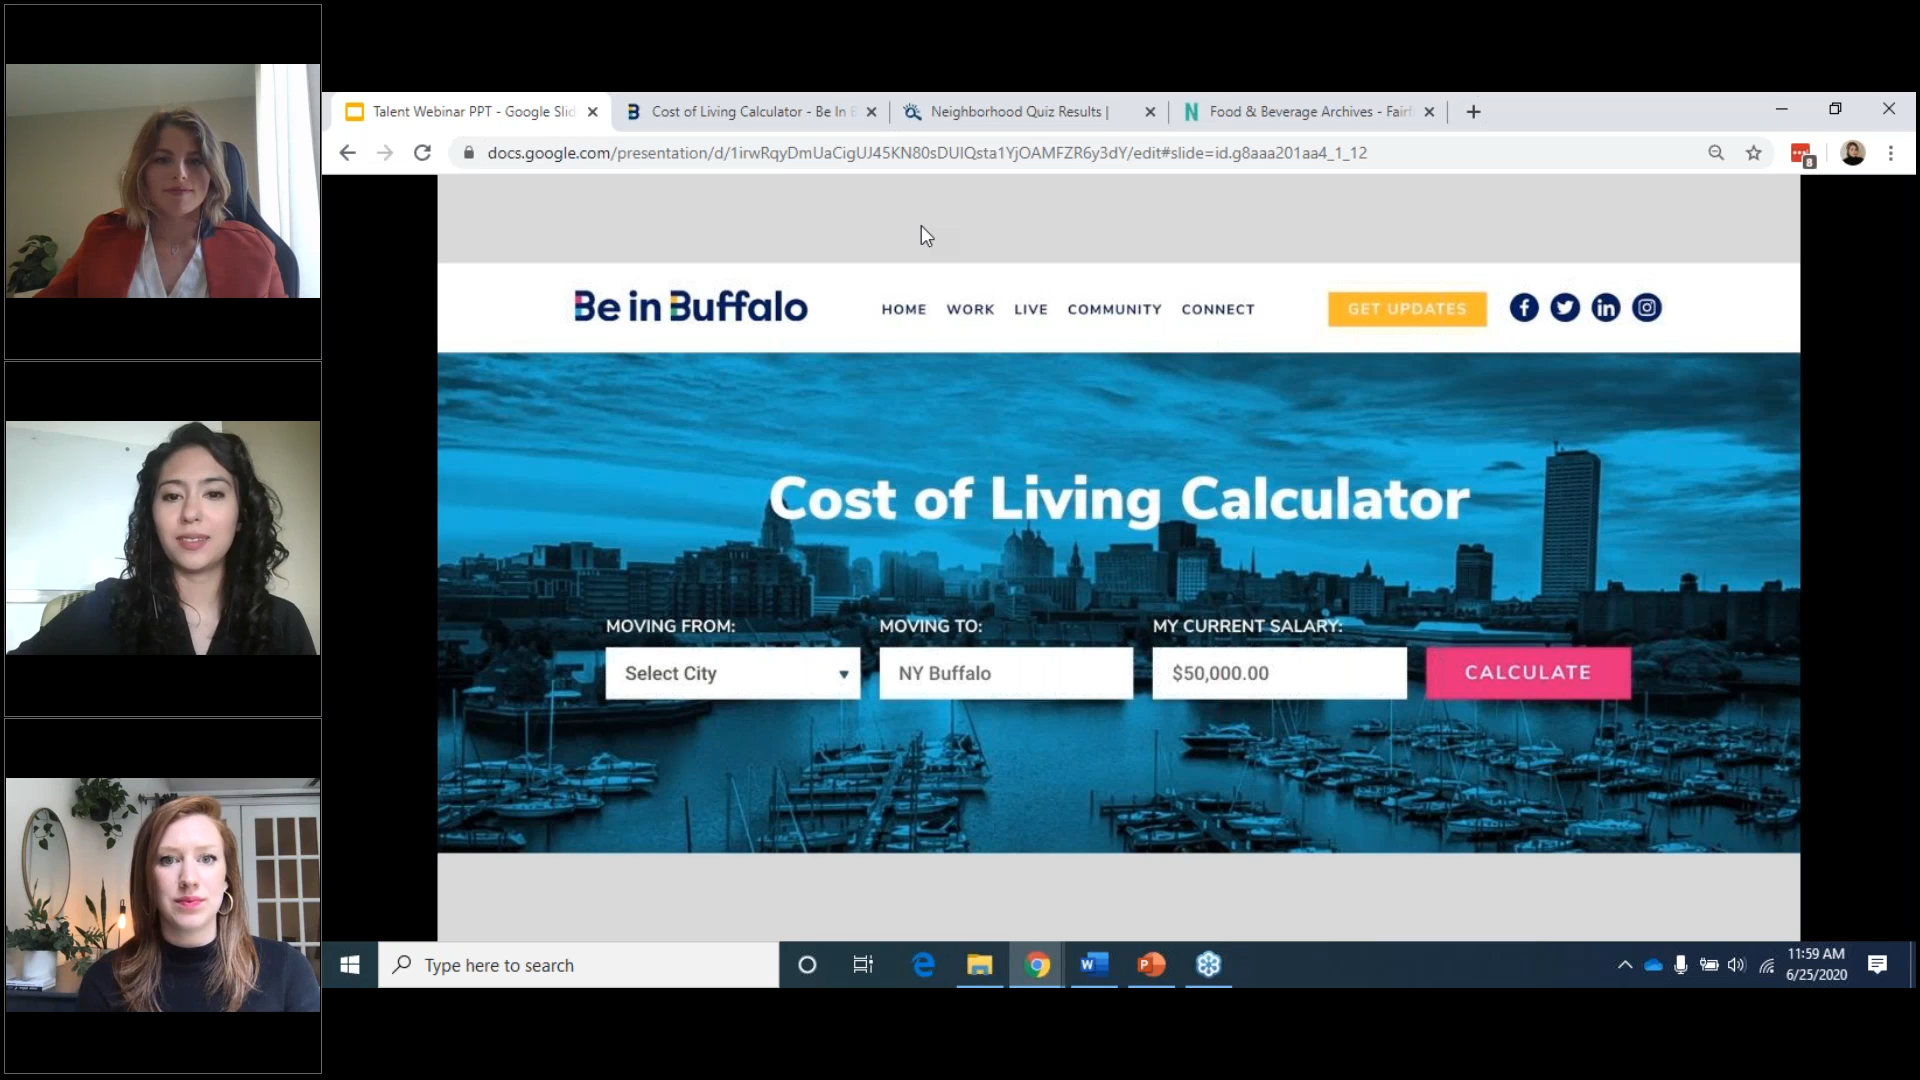 Talent Webinar PPT - Google Slid
Cost of Living Calculator - Be In B
Neighborhood Quiz Results |
Food & Beverage Archives - Fairf
docs.google.com/presentation/d/1irwRqyDmUaCigUJ45KN80sDUIQsta1YjOAMFZR6y3dY/edit#slide=id.g8aaa201aa4_1_12
8
Be in Buffalo
HOME WORK LIVE COMMUNITY CONNECT
GET UPDATES
Cost of Living Calculator
MOVING FROM: MOVING TO: MY CURRENT SALARY:
Select City NY Buffalo $50,000.00 CALCULATE
Type here to search
11:59 AM
6/25/2020